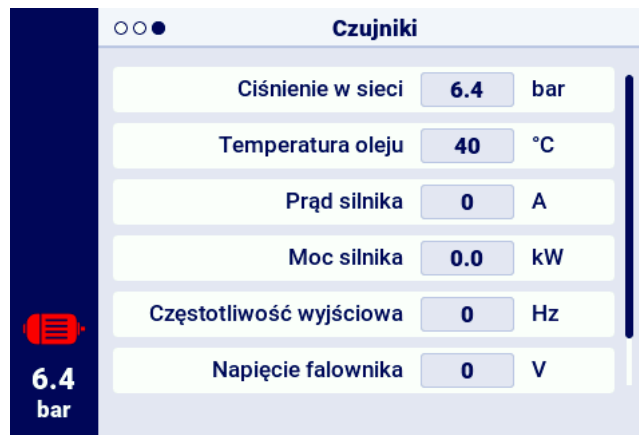 Czujniki
Ciśnienie w sieci 6.4 bar
Temperatura oleju 40 °C
Prąd silnika 0 A
Moc silnika 0.0 kW
Częstotliwość wyjściowa 0 Hz
Napięcie falownika 0 V
6.4
bar